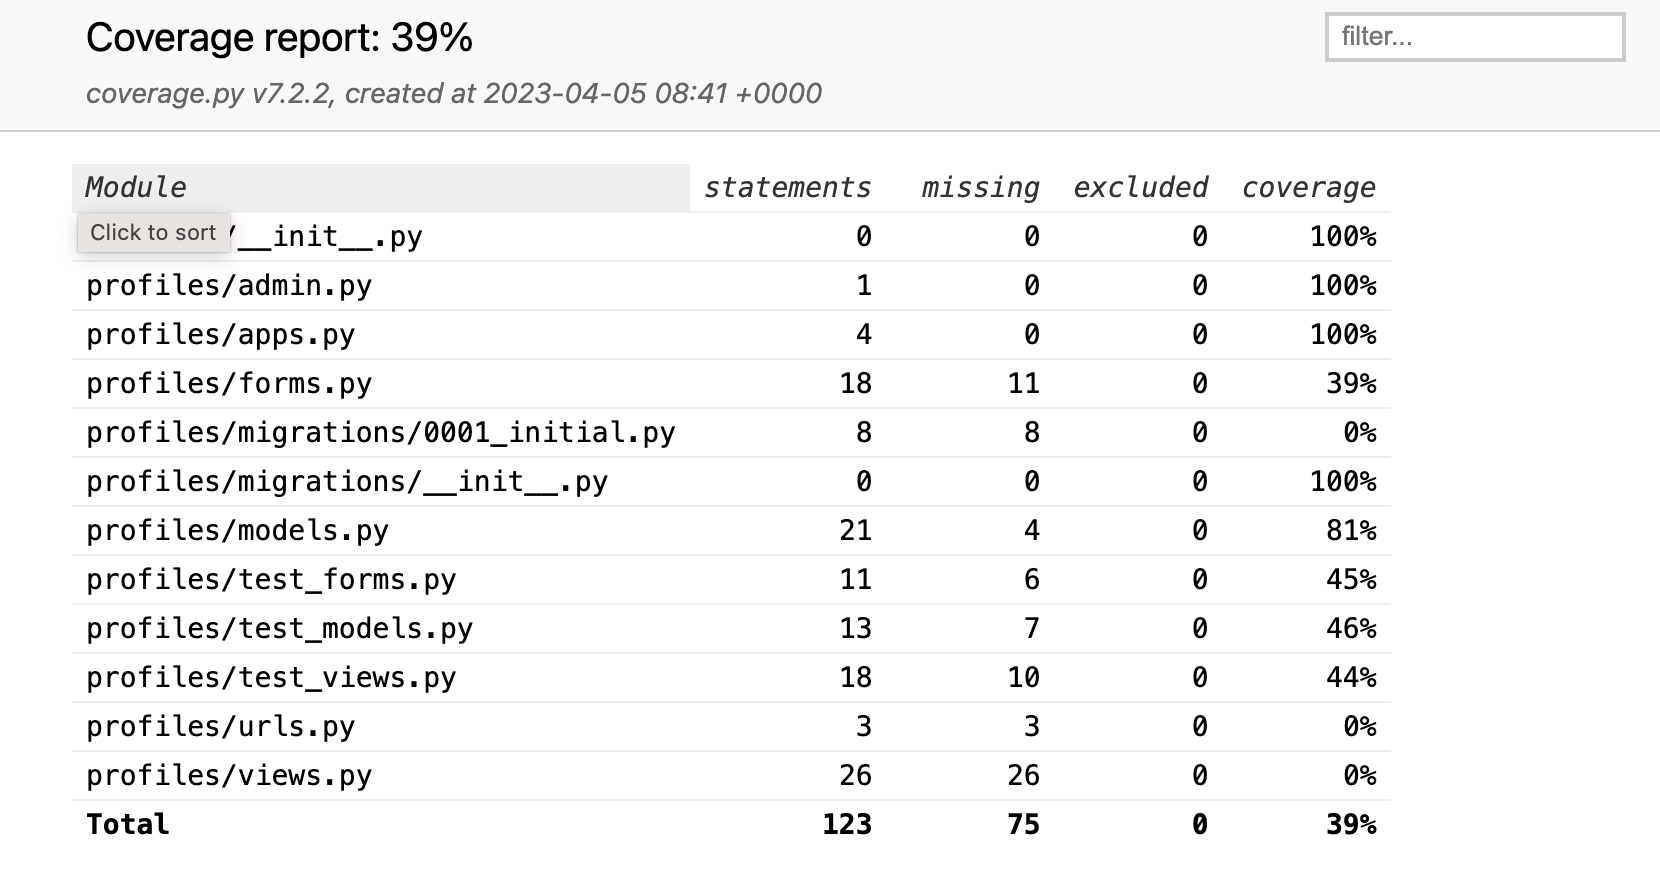 Coverage report: 39%
filter...
coverage.py v7.2.2, created at 2023-04-05 08:41 +0000
Module statements missing excluded coverage
Click to sort /__init__.py 0 0 0 100%
profiles/admin.py 1 0 0 100%
profiles/apps.py 4 0 0 100%
profiles/forms.py 18 11 0 39%
profiles/migrations/0001_initial.py 8 8 0 0%
profiles/migrations/__init__.py 0 0 0 100%
profiles/models.py 21 4 0 81%
profiles/test_forms.py 11 6 0 45%
profiles/test_models.py 13 7 0 46%
profiles/test_views.py 18 10 0 44%
profiles/urls.py 3 3 0 0%
profiles/views.py 26 26 0 0%
Total 123 75 0 39%